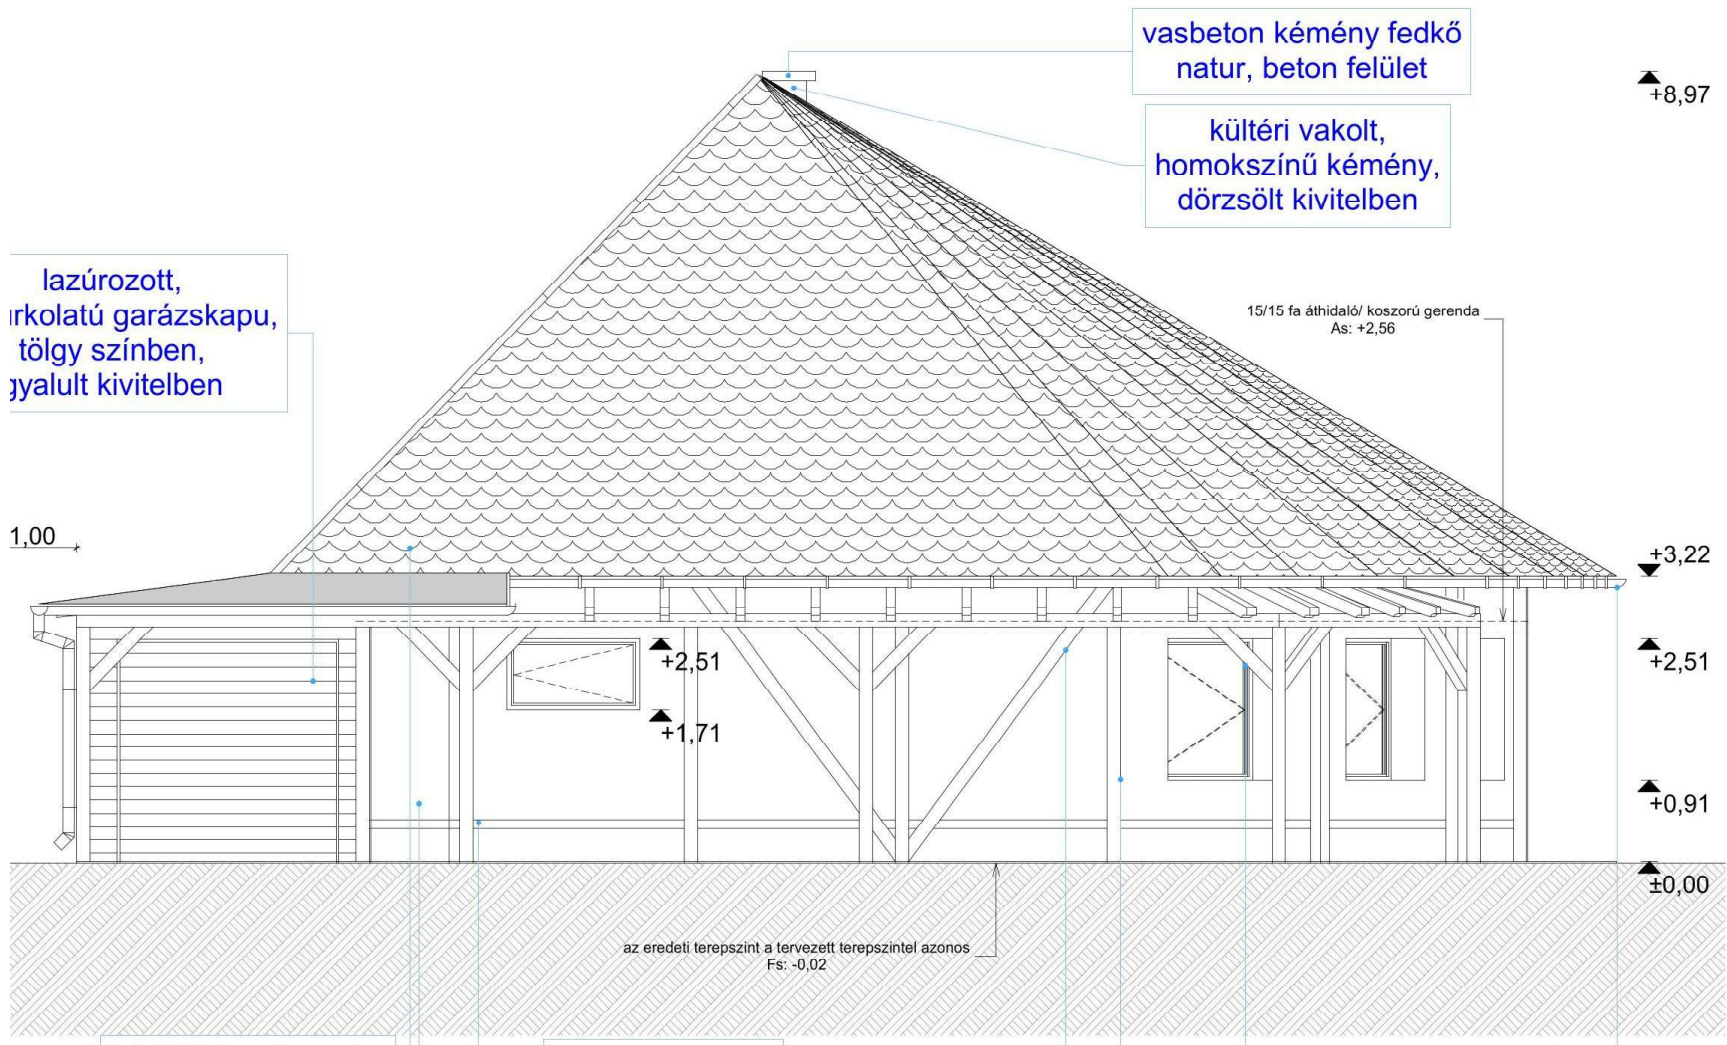 vasbeton kémény fedkő
natur, beton felület
+8,97
kültéri vakolt,
homokszínű kémény,
dörzsölt kivitelben
lazúrozott,
garázskapu,
tölgy színben,
gyalult kivitelben
15/15 fa áthidaló/ koszorú gerenda
As: +2,56
1,00
+3,22
+2,51
+2,51
+1,71
+0,91
±0,00
az eredeti terepszint a tervezett terepszintel azonos
Fs: -0,02